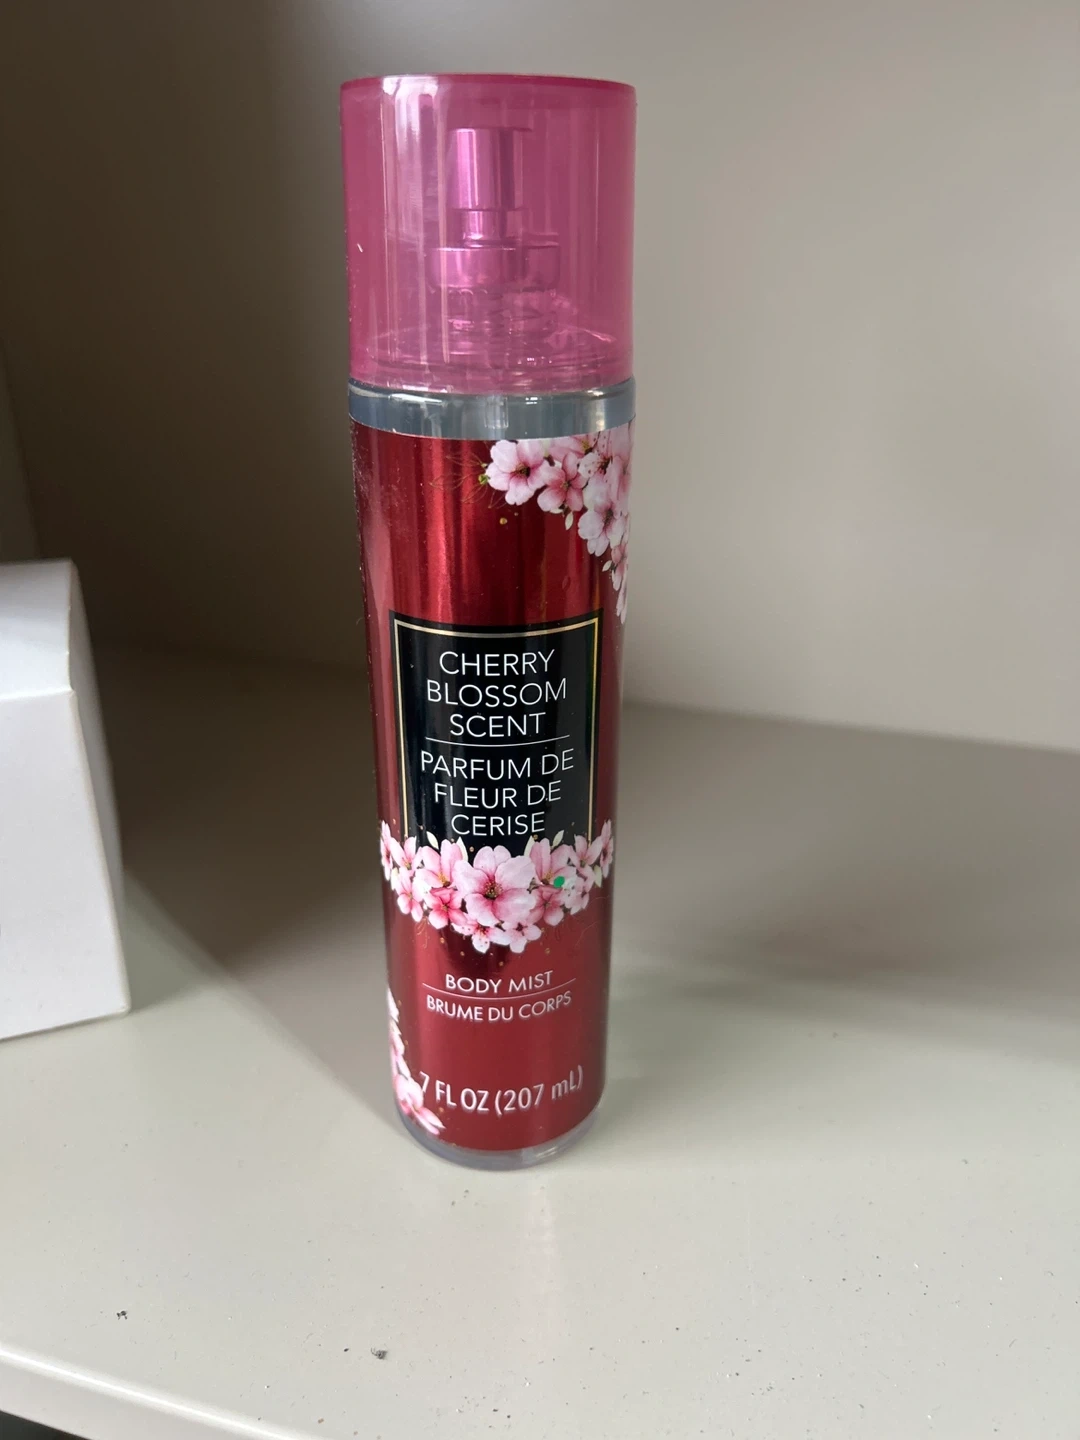 CHERRY
BLOSSOM
SCENT
PARFUM DE
FLEUR DE
CERISE
BODY MIST
BRUME DU CORPS
7 FL OZ (207 mL)